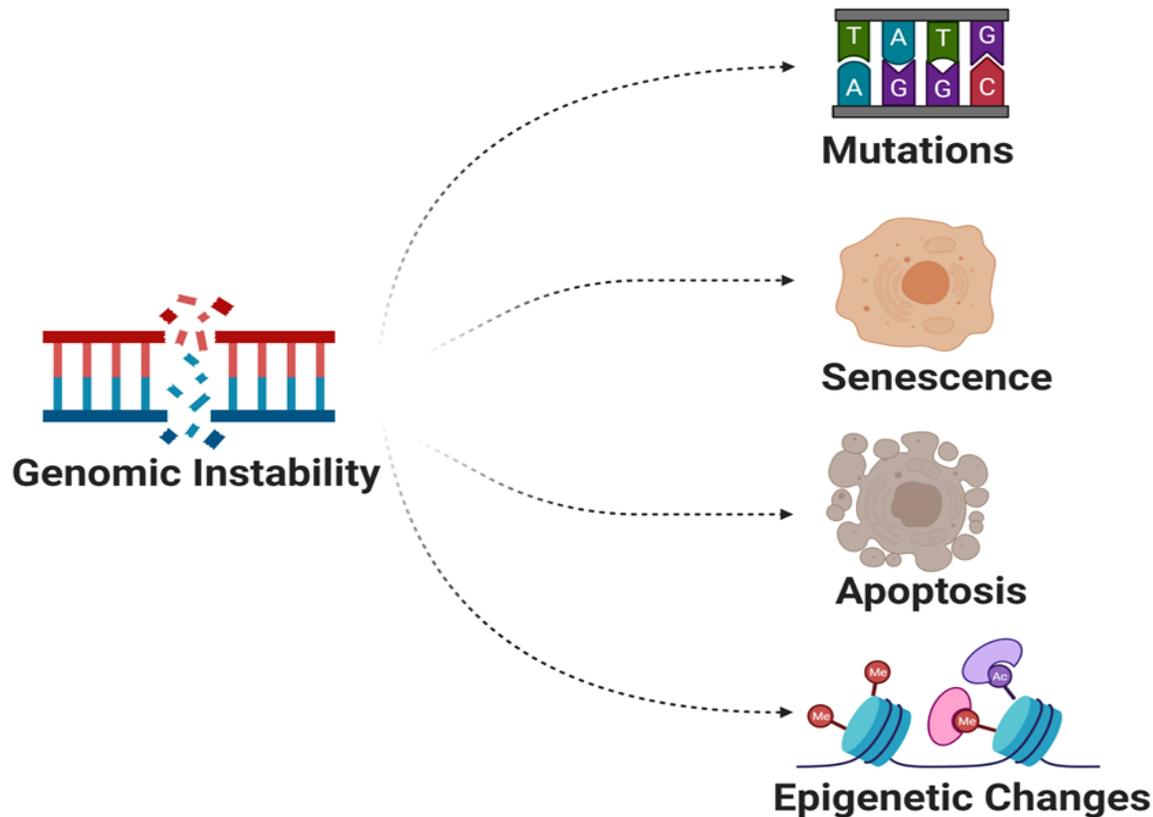 T A T G
A G G C
Mutations
Senescence
Genomic Instability
Apoptosis
Me
Ac
Me
Me
Epigenetic Changes